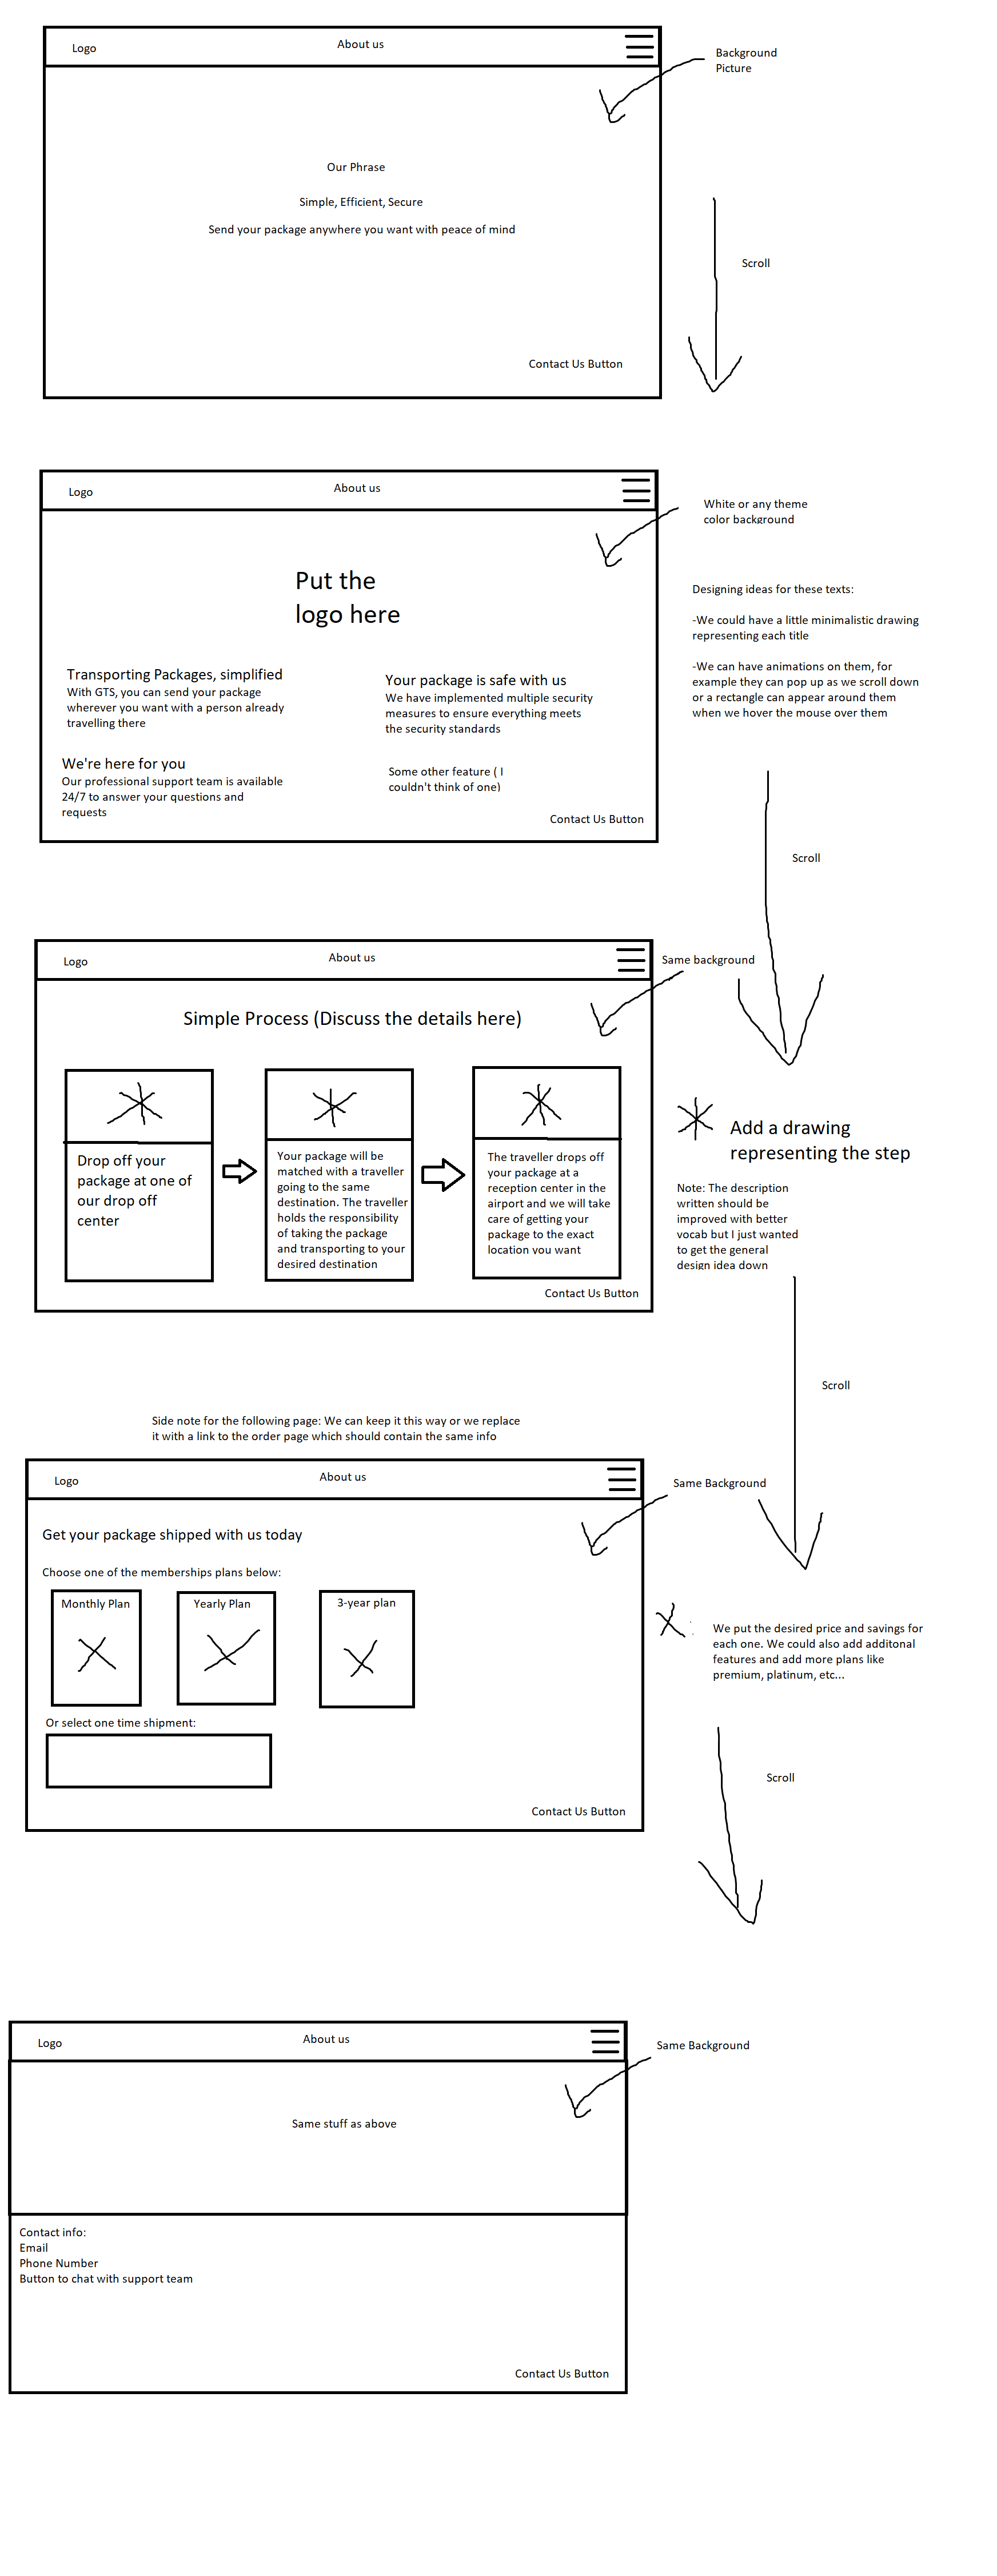 Logo
About us
Background
Picture
Our Phrase
Simple, Efficient, Secure
Send your package anywhere you want with peace of mind
Scroll
Contact Us Button
Logo
About us
White or any theme
color background
Put the
logo here
Designing ideas for these texts:
-We could have a little minimalistic drawing
representing each title
-We can have animations on them, for
example they can pop up as we scroll down
or a rectangle can appear around them
when we hover the mouse over them
Transporting Packages, simplified
With GTS, you can send your package
wherever you want with a person already
travelling there
Your package is safe with us
We have implemented multiple security
measures to ensure everything meets
the security standards
We're here for you
Our professional support team is available
24/7 to answer your questions and
requests
Some other feature ( I
couldn't think of one)
Contact Us Button
Scroll
Logo
About us
Same background
Simple Process (Discuss the details here)
Drop off your
package at one of
our drop off
center
Your package will be
matched with a traveller
going to the same
destination. The traveller
holds the responsibility
of taking the package
and transporting to your
desired destination
The traveller drops off
your package at a
reception center in the
airport and we will take
care of getting your
package to the exact
location you want
Add a drawing
representing the step
Note: The description
written should be
improved with better
vocab but I just wanted
to get the general
design idea down
Contact Us Button
Scroll
Side note for the following page: We can keep it this way or we replace
it with a link to the order page which should contain the same info
Logo
About us
Same Background
Get your package shipped with us today
Choose one of the memberships plans below:
Monthly Plan
Yearly Plan
3-year plan
We put the desired price and savings for
each one. We could also add additonal
features and add more plans like
premium, platinum, etc...
Or select one time shipment:
Scroll
Contact Us Button
Logo
About us
Same Background
Same stuff as above
Contact info:
Email
Phone Number
Button to chat with support team
Contact Us Button